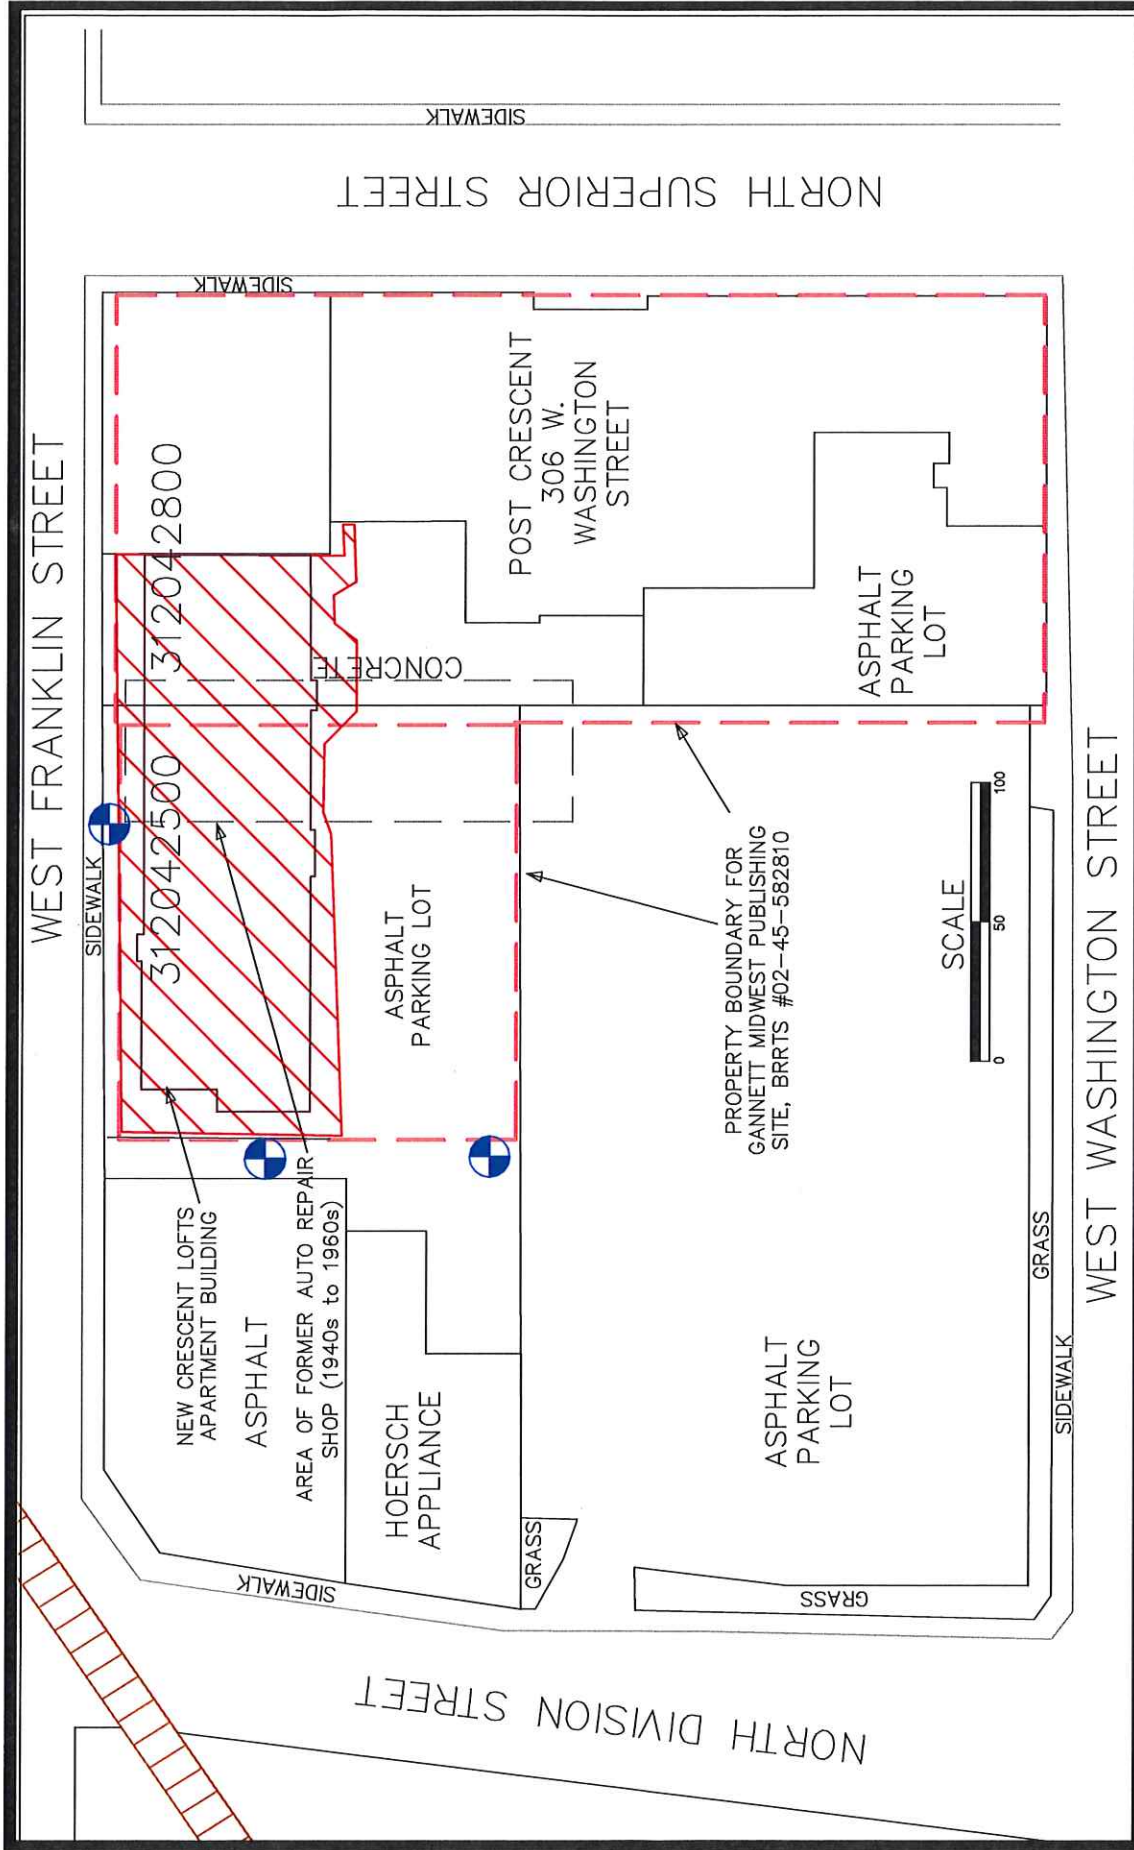 WEST FRANKLIN STREET
SIDEWALK
NORTH DIVISION STREET
SIDEWALK
NEW CRESCENT LOFTS
APARTMENT BUILDING
ASPHALT
AREA OF FORMER AUTO REPAIR
SHOP (1940s to 1960s)
HOERSCH
APPLIANCE
GRASS
GRASS
312042500
312042800
ASPHALT
PARKING LOT
CONCRETE
SIDEWALK
POST CRESCENT
306 W.
WASHINGTON
STREET
NORTH SUPERIOR STREET
SIDEWALK
PROPERTY BOUNDARY FOR
GANNETT MIDWEST PUBLISHING
SITE, BRRTS #02-45-582810
ASPHALT
PARKING
LOT
ASPHALT
PARKING
LOT
SCALE
0
50
100
GRASS
SIDEWALK
WEST WASHINGTON STREET